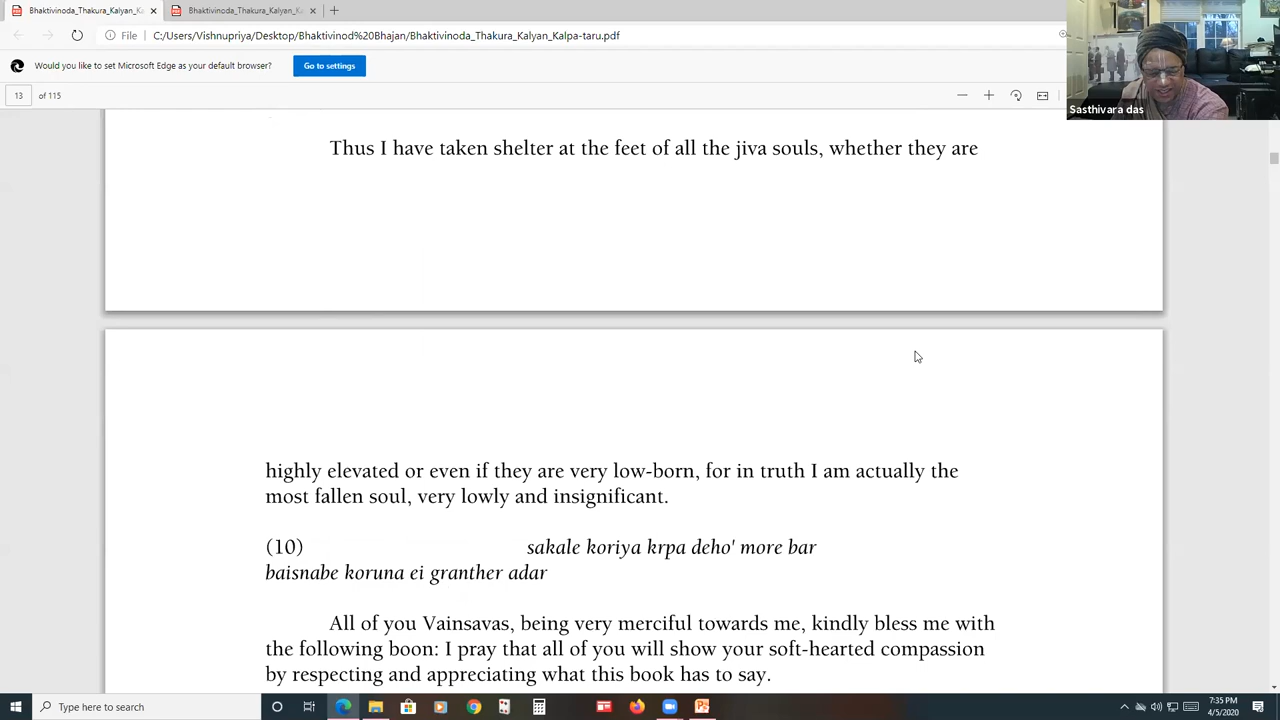 Bhaktivinoda_Thakura_Kalyan_K
Bhaktivinoda_Thakura_Kalyan_K
File
C:/Users/Vishnupriya/Desktop/Bhaktivinod%20Bhajan/Bhaktivinoda_Thakura_Kalyan_Kalpa-taru.pdf
Would you like to set Microsoft Edge as your default browser?
Go to settings
13 of 115
Sasthivara das
Thus I have taken shelter at the feet of all the jiva souls, whether they are
highly elevated or even if they are very low-born, for in truth I am actually the
most fallen soul, very lowly and insignificant.
(10) sakale koriya krpa deho' more bar
baisnabe koruna ei granther adar
All of you Vainsavas, being very merciful towards me, kindly bless me with
the following boon: I pray that all of you will show your soft-hearted compassion
by respecting and appreciating what this book has to say.
Type here to search
7:35 PM
4/5/2020